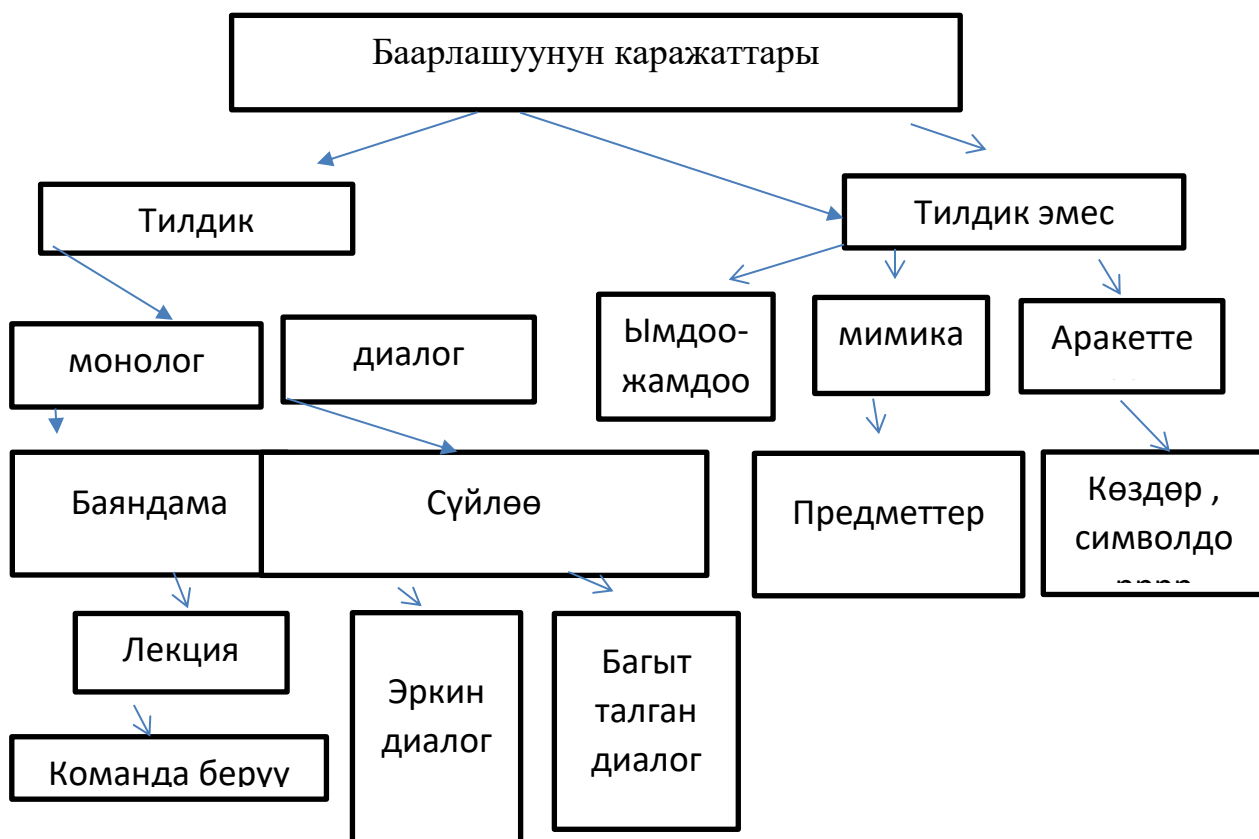 Баарлашуунун каражаттары
Тилдик
Тилдик эмес
монолог
диалог
Ымдоо-
жамдоо
мимика
Аракетте
Баяндама
Сүйлөө
Предметтер
Көздөр ,
символдо
Лекция
Эркин
диалог
Багыт
талган
диалог
Команда берүү